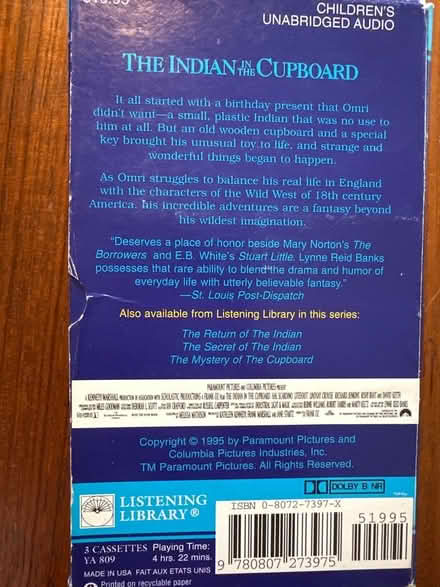 CHILDREN'S
UNABRIDGED AUDIO
THE INDIAN IN THE CUPBOARD
It all started with a birthday present that Omri
didn't want—a small, plastic Indian that was no use to
him at all. But an old wooden cupboard and a special
key brought his unusual toy to life, and strange and
wonderful things began to happen.
As Omri struggles to balance his real life in England
with the characters of the Wild West of 18th century
America, his incredible adventures are a fantasy beyond
his wildest imagination.
"Deserves a place of honor beside Mary Norton's The
Borrowers and E.B. White's Stuart Little. Lynne Reid Banks
possesses that rare ability to blend the drama and humor of
everyday life with utterly believable fantasy."
—St. Louis Post-Dispatch
Also available from Listening Library in this series:
The Return of The Indian
The Secret of The Indian
The Mystery of The Cupboard
PARAMOUNT PICTURES AND COLUMBIA PICTURES PRESENT
Copyright © 1995 by Paramount Pictures and
Columbia Pictures Industries, Inc.
TM Paramount Pictures. All Rights Reserved.
DOLBY B NR
LISTENING
LIBRARY®
ISBN 0-8072-7397-X
51995
9 780807 273975
3 CASSETTES Playing Time:
YA 809 4 hrs. 22 mins.
MADE IN USA FAIT AUX ETATS UNIS
Printed on recyclable paper